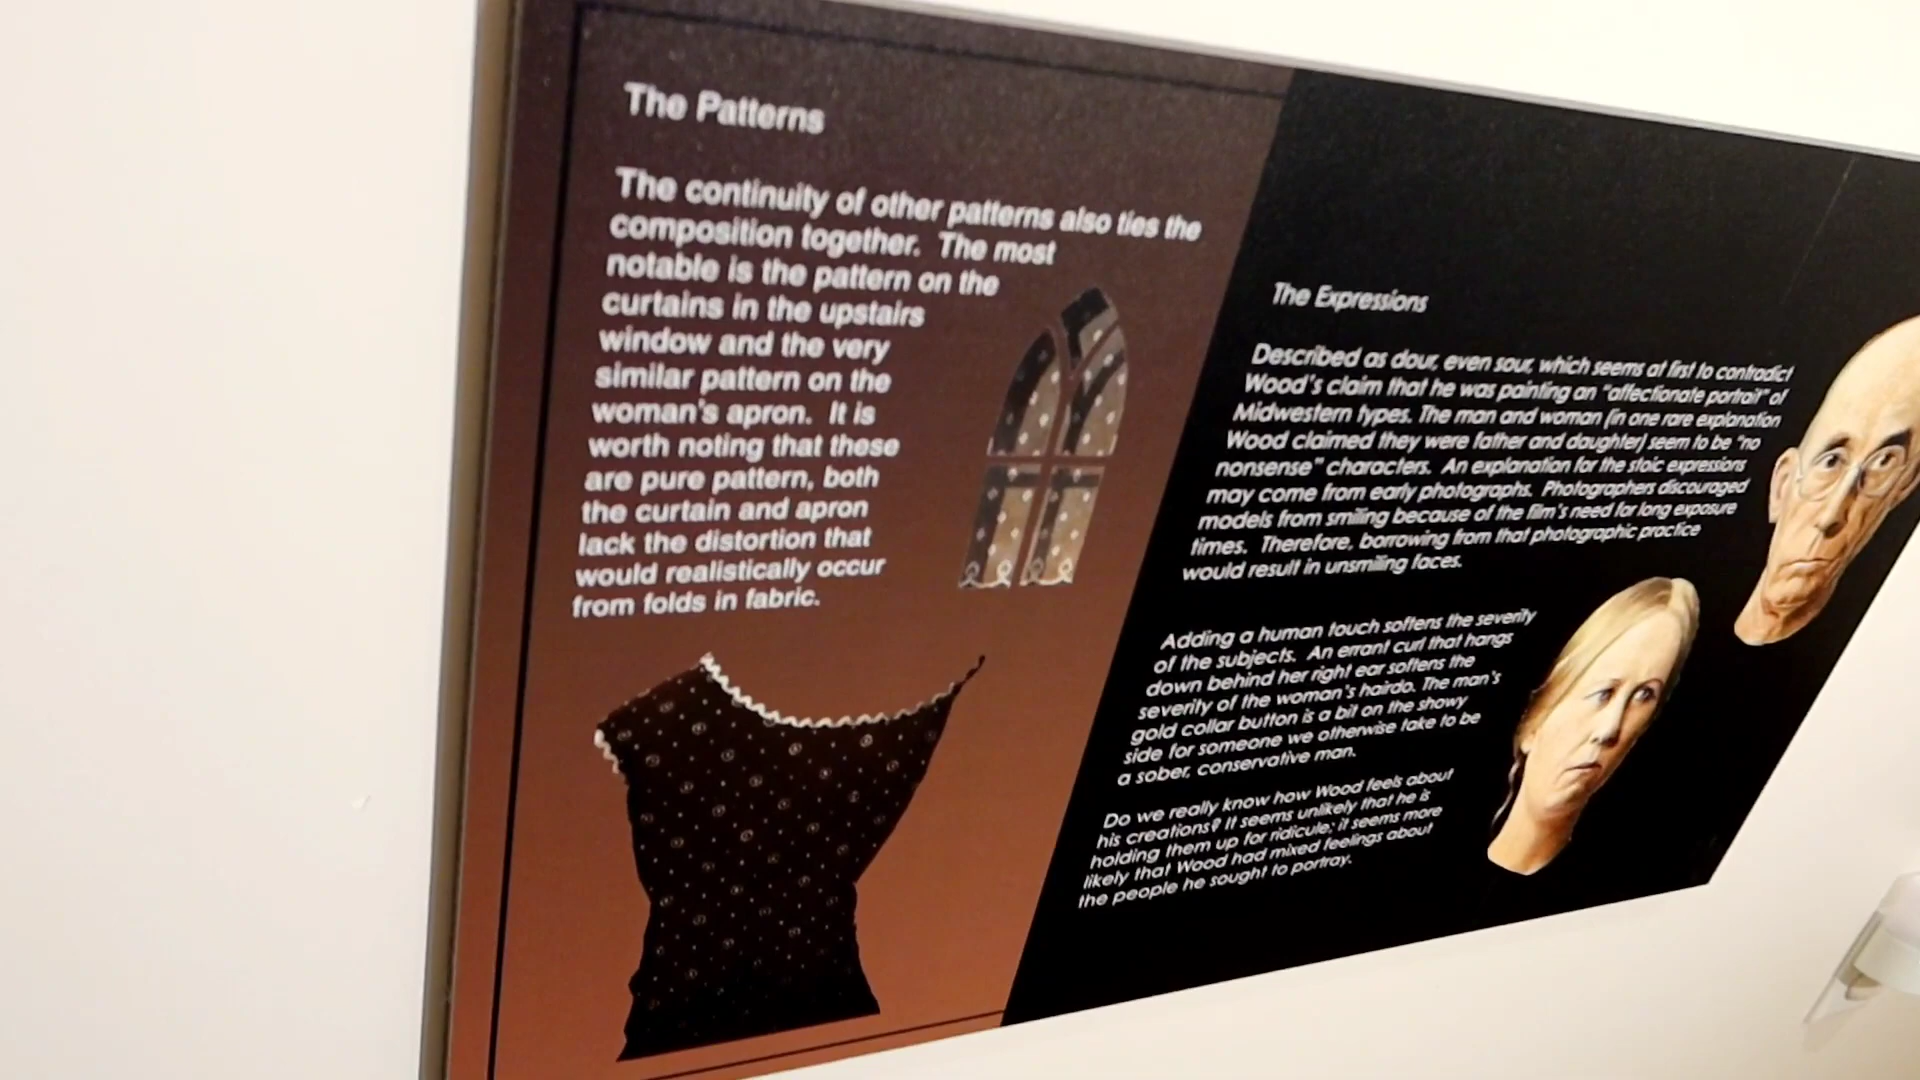 The Patterns
The continuity of other patterns also ties the
composition together. The most
notable is the pattern on the
curtains in the upstairs
window and the very
similar pattern on the
woman's apron. It is
worth noting that these
are pure pattern, both
the curtain and apron
lack the distortion that
would realistically occur
from folds in fabric.
The Expressions
Described as dour, even sour, which seems at first to contradict
Wood's claim that he was painting an "affectionate portrait" of
Midwestern types. The man and woman (in one rare explanation
Wood claimed they were father and daughter) seem to be "no
nonsense" characters. An explanation for the stoic expressions
may come from early photographs. Photographers discouraged
models from smiling because of the film's need for long exposure
times. Therefore, borrowing from that photographic practice
would result in unsmiling faces.
Adding a human touch softens the severity
of the subjects. An errant curl that hangs
down behind her right ear softens the
severity of the woman's hairdo. The man's
gold collar button is a bit on the showy
side for someone we otherwise take to be
a sober, conservative man.
Do we really know how Wood feels about
his creations? It seems unlikely that he is
holding them up for ridicule; it seems more
likely that Wood had mixed feelings about
the people he sought to portray.